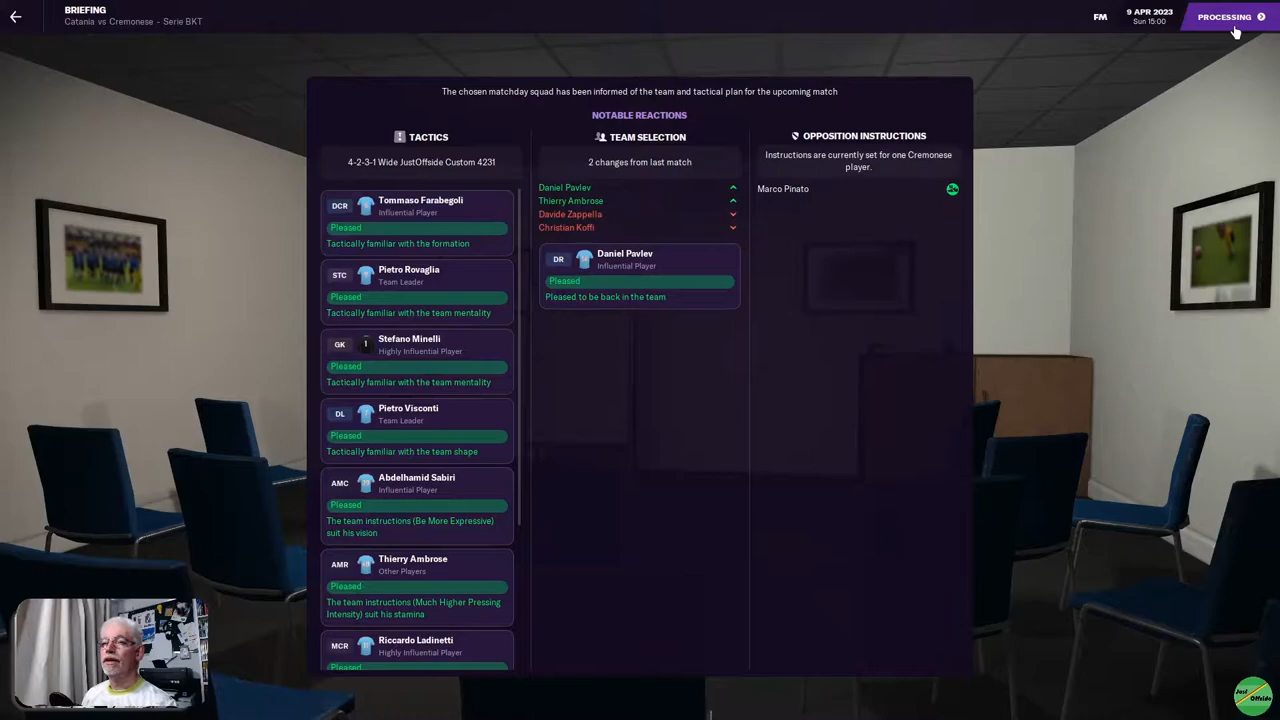 BRIEFING
Catania vs Cremonese - Serie BKT
FM
9 APR 2023
Sun 15:00
PROCESSING
The chosen matchday squad has been informed of the team and tactical plan for the upcoming match
NOTABLE REACTIONS
TACTICS
4-2-3-1 Wide JustOffside Custom 4231
DCR
Tommaso Farabegoli
Influential Player
Pleased
Tactically familiar with the formation
STC
Pietro Rovaglia
Team Leader
Pleased
Tactically familiar with the team mentality
GK
1
Stefano Minelli
Highly Influential Player
Pleased
Tactically familiar with the team mentality
DL
Pietro Visconti
Team Leader
Pleased
Tactically familiar with the team shape
AMC
Abdelhamid Sabiri
Influential Player
Pleased
The team instructions (Be More Expressive)
suit his vision
AMR
Thierry Ambrose
Other Players
Pleased
The team instructions (Much Higher Pressing
Intensity) suit his stamina
MCR
Riccardo Ladinetti
Highly Influential Player
Pleased
TEAM SELECTION
2 changes from last match
Daniel Pavlev
Thierry Ambrose
Davide Zappella
Christian Koffi
DR
Daniel Pavlev
Influential Player
Pleased
Pleased to be back in the team
OPPOSITION INSTRUCTIONS
Instructions are currently set for one Cremonese
player.
Marco Pinato
Just
Offside